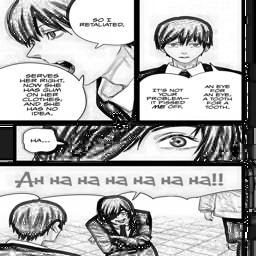 SO I
RETALIATED.
SERVES
HER RIGHT.
NOW SHE
HAS GUM
ON HER
CLOTHES,
AND SHE
HAS NO
IDEA.
AN EYE
FOR
AN EYE,
A TOOTH
FOR A
TOOTH.
IT'S NOT
YOUR
PROBLEM—
IT PISSED
ME OFF.
HA...
AH HA HA HA HA HA HA!!